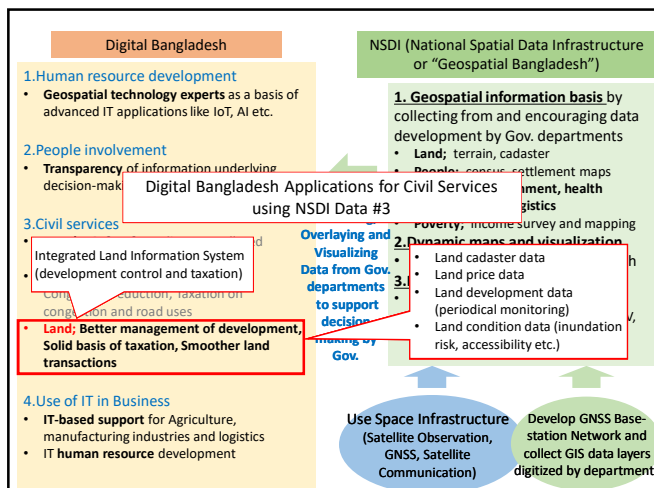 Digital Bangladesh
NSDI (National Spatial Data Infrastructure
or “Geospatial Bangladesh”)
1.Human resource development
• Geospatial technology experts as a basis of
advanced IT applications like IoT, AI etc.
2.People involvement
• Transparency of information underlying
decision-mak
3.Civil services
congestion and road uses
• Land; Better management of development,
Solid basis of taxation, Smoother land
transactions
4.Use of IT in Business
• IT-based support for Agriculture,
manufacturing industries and logistics
• IT human resource development
Digital Bangladesh Applications for Civil Services
using NSDI Data #3
Integrated Land Information System
(development control and taxation)
Overlaying and
Visualizing
Data from Gov.
departments
to support
decision
making by
Gov.
1. Geospatial information basis by
collecting from and encouraging data
development by Gov. departments
• Land; terrain, cadaster
• People; census, settlement maps
nment, health
gistics
• Poverty; income survey and mapping
2.Dynamic maps and visualization
• Land cadaster data
• Land price data
• Land development data
(periodical monitoring)
• Land condition data (inundation
risk, accessibility etc.)
Use Space Infrastructure
(Satellite Observation,
GNSS, Satellite
Communication)
Develop GNSS Base-
station Network and
collect GIS data layers
digitized by department